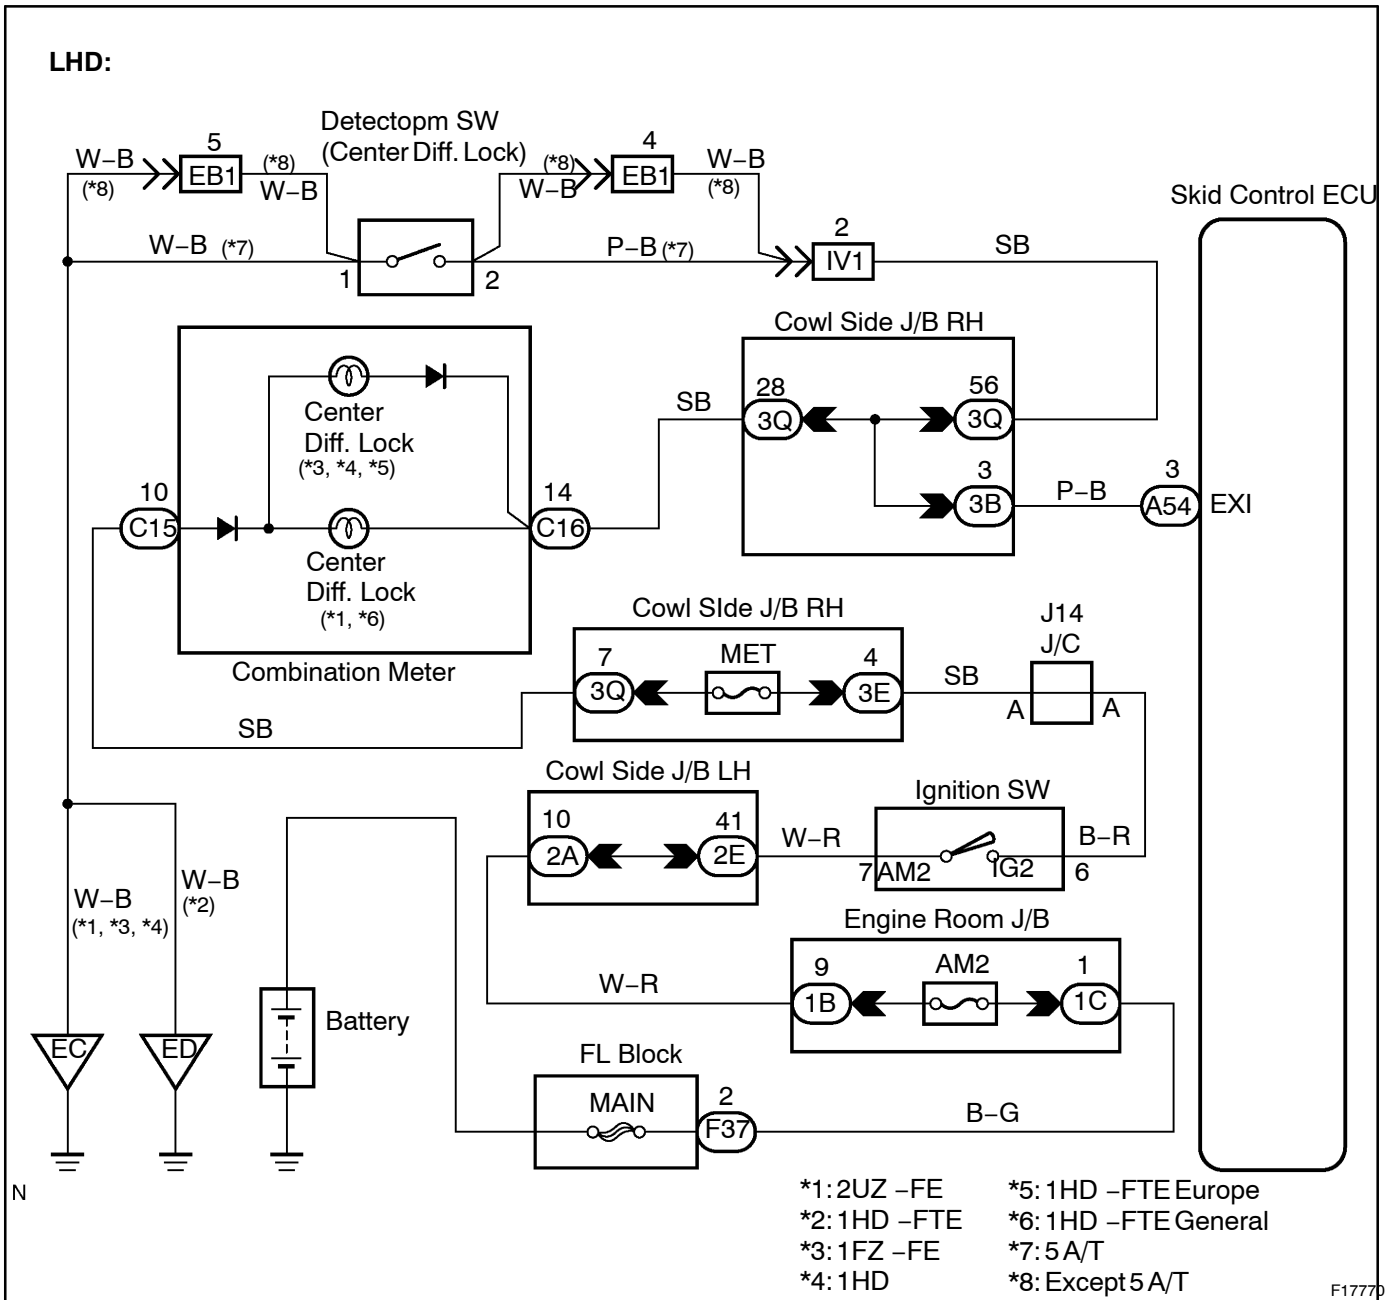 LHD:
Detectopm SW
(Center Diff. Lock)
5
4
W–B
(*8)
EB1
(*8)
W–B
(*8)
W–B
EB1
W–B
(*8)
Skid Control ECU
W–B (*7)
1
2
P–B (*7)
2
IV1
SB
Cowl Side J/B RH
28
3Q
56
3Q
SB
3
3B
P–B
3
A54
EXI
Center
Diff. Lock
(*3, *4, *5)
10
C15
14
C16
Center
Diff. Lock
(*1, *6)
Combination Meter
Cowl SIde J/B RH
7
3Q
MET
4
3E
SB
J14
J/C
A
A
SB
Cowl Side J/B LH
10
2A
41
2E
W–R
Ignition SW
7
AM2
IG2
6
B–R
W–B
(*1, *3, *4)
W–B
(*2)
Engine Room J/B
9
1B
AM2
1
1C
W–R
EC
ED
Battery
FL Block
MAIN
2
F37
B–G
N
*1: 2UZ –FE
*2: 1HD –FTE
*3: 1FZ –FE
*4: 1HD
*5: 1HD –FTE Europe
*6: 1HD –FTE General
*7: 5 A/T
*8: Except 5 A/T
F17770